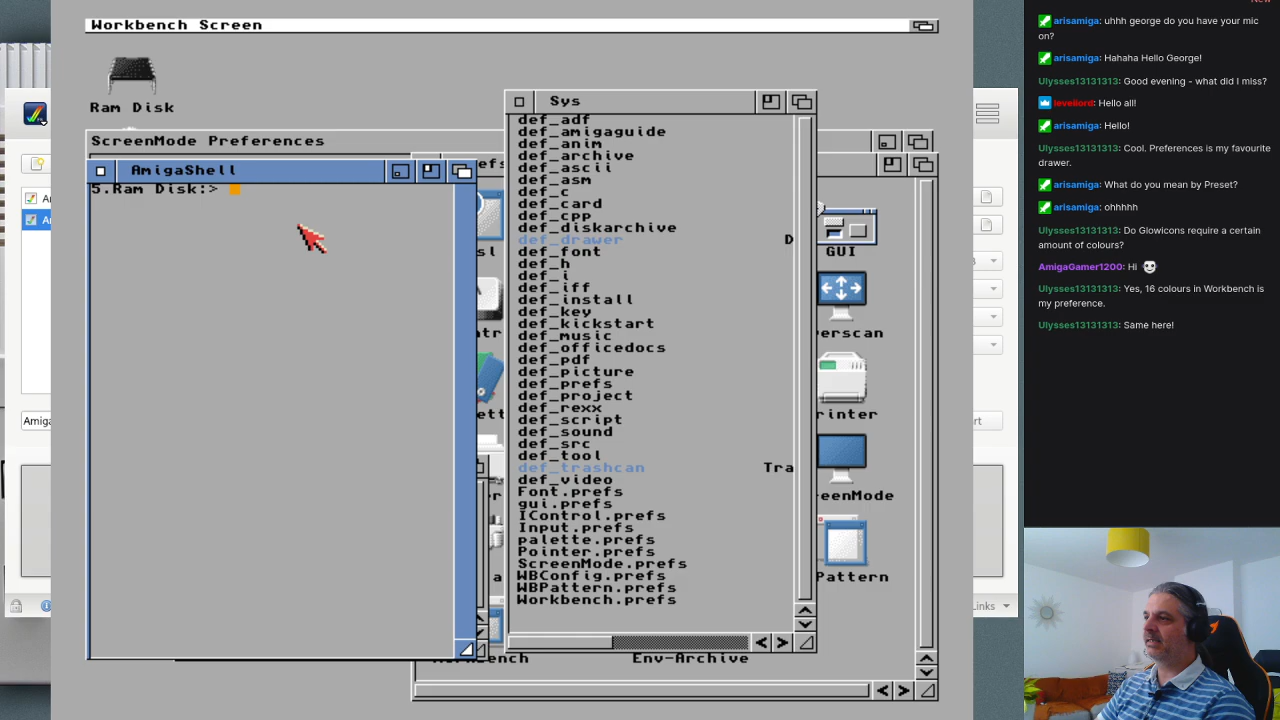 Workbench Screen
Ram Disk
ScreenMode Preferences
AmigaShell
5.Ram Disk:>
Sys
def_adf
def_amigaguide
def_anim
def_archive
def_ascii
def_asm
def_c
def_card
def_cpp
def_diskarchive
def_drawer D
def_font
def_h
def_i
def_iff
def_install
def_key
def_kickstart
def_music
def_officedocs
def_pdf
def_picture
def_prefs
def_project
def_rexx
def_script
def_sound
def_src
def_tool
def_trashcan Tra
def_video
Font.prefs
gui.prefs
IControl.prefs
Input.prefs
palette.prefs
Pointer.prefs
ScreenMode.prefs
WBConfig.prefs
WBPattern.prefs
Workbench.prefs
GUI
verscan
rinter
reenMode
Pattern
Env-Archive
Amiga
Links
arisamiga: uhhh george do you have your mic
on?
arisamiga: Hahaha Hello George!
Ulysses13131313: Good evening - what did I miss?
levellord: Hello all!
arisamiga: Hello!
Ulysses13131313: Cool. Preferences is my favourite
drawer.
arisamiga: What do you mean by Preset?
arisamiga: ohhhhh
Ulysses13131313: Do Glowicons require a certain
amount of colours?
AmigaGamer1200: Hi
Ulysses13131313: Yes, 16 colours in Workbench is
my preference.
Ulysses13131313: Same here!